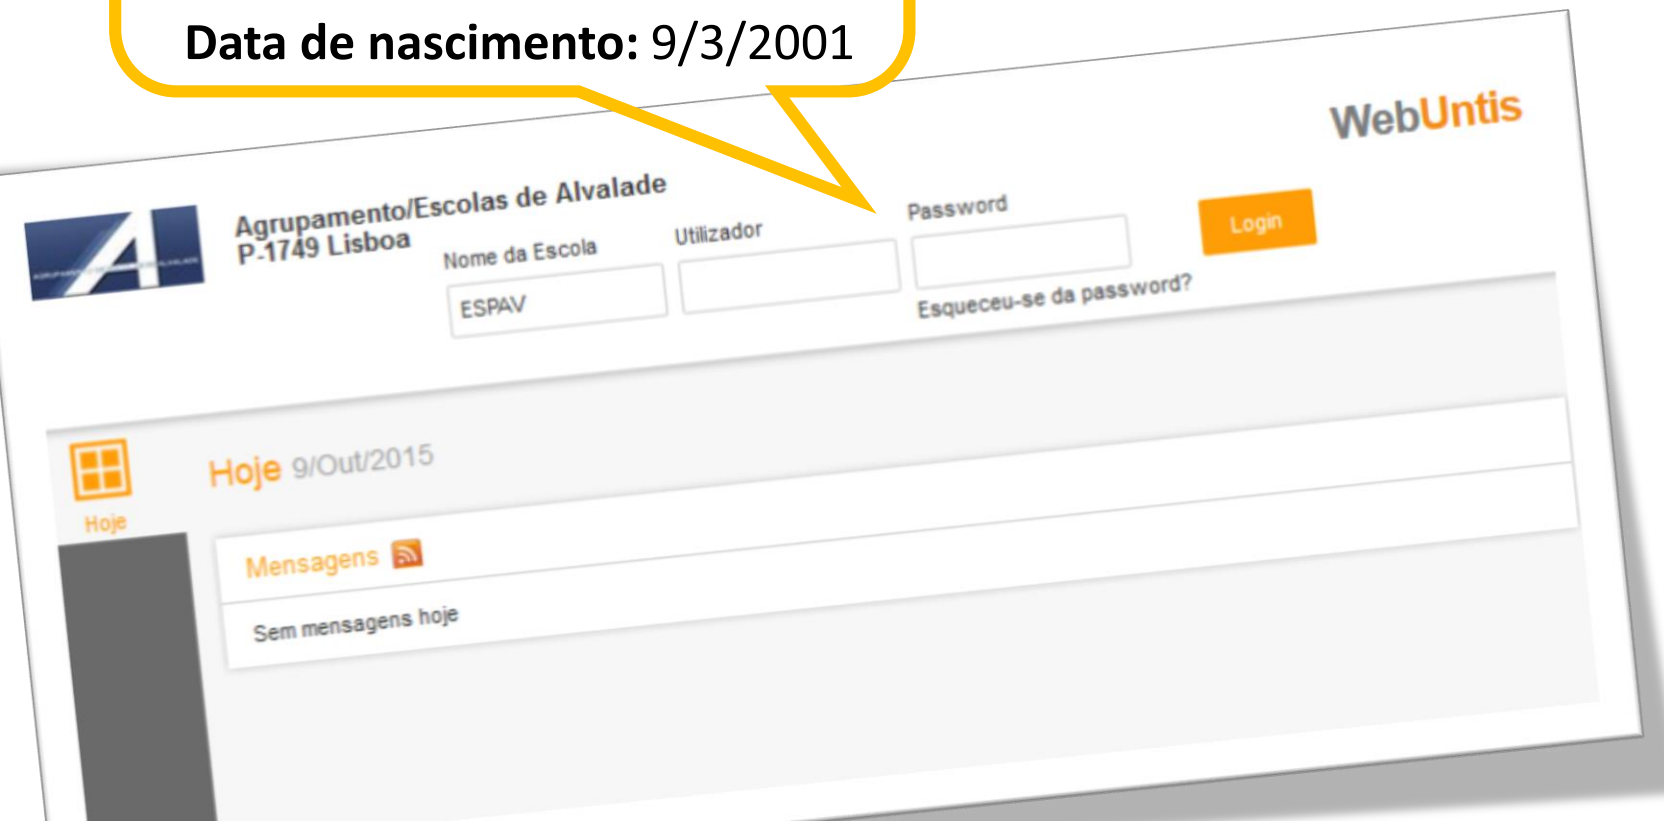 Data de nascimento: 9/3/2001
WebUntis
Agrupamento/Escolas de Alvalade
P-1749 Lisboa
Nome da Escola
Utilizador
Password
Login
ESPAV
Esqueceu-se da password?
Hoje 9/Out/2015
Hoje
Mensagens
Sem mensagens hoje